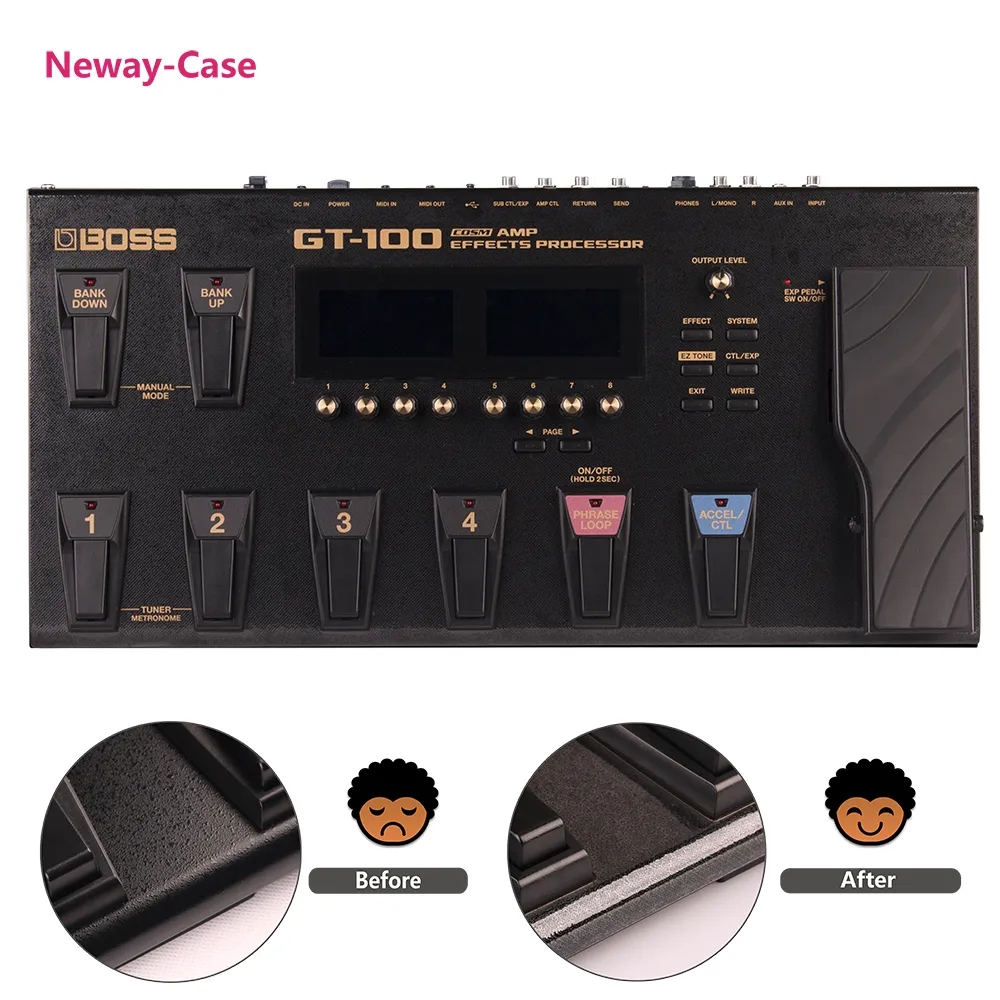 Neway-Case
DC IN POWER MIDI IN MIDI OUT SUB CTL/EXP AMP CTL RETURN SEND PHONES L/MONO R AUX IN INPUT
BOSS
GT-100 COSM AMP
EFFECTS PROCESSOR
OUTPUT LEVEL
EXP PEDAL
SW ON/OFF
BANK
DOWN
BANK
UP
MANUAL
MODE
EFFECT SYSTEM
EZ TONE CTL/EXP
EXIT WRITE
1 2 3 4 5 6 7 8
PAGE
ON/OFF
(HOLD 2SEC)
1 2 3 4
PHRASE
LOOP
ACCEL/
CTL
TUNER
METRONOME
Before
After